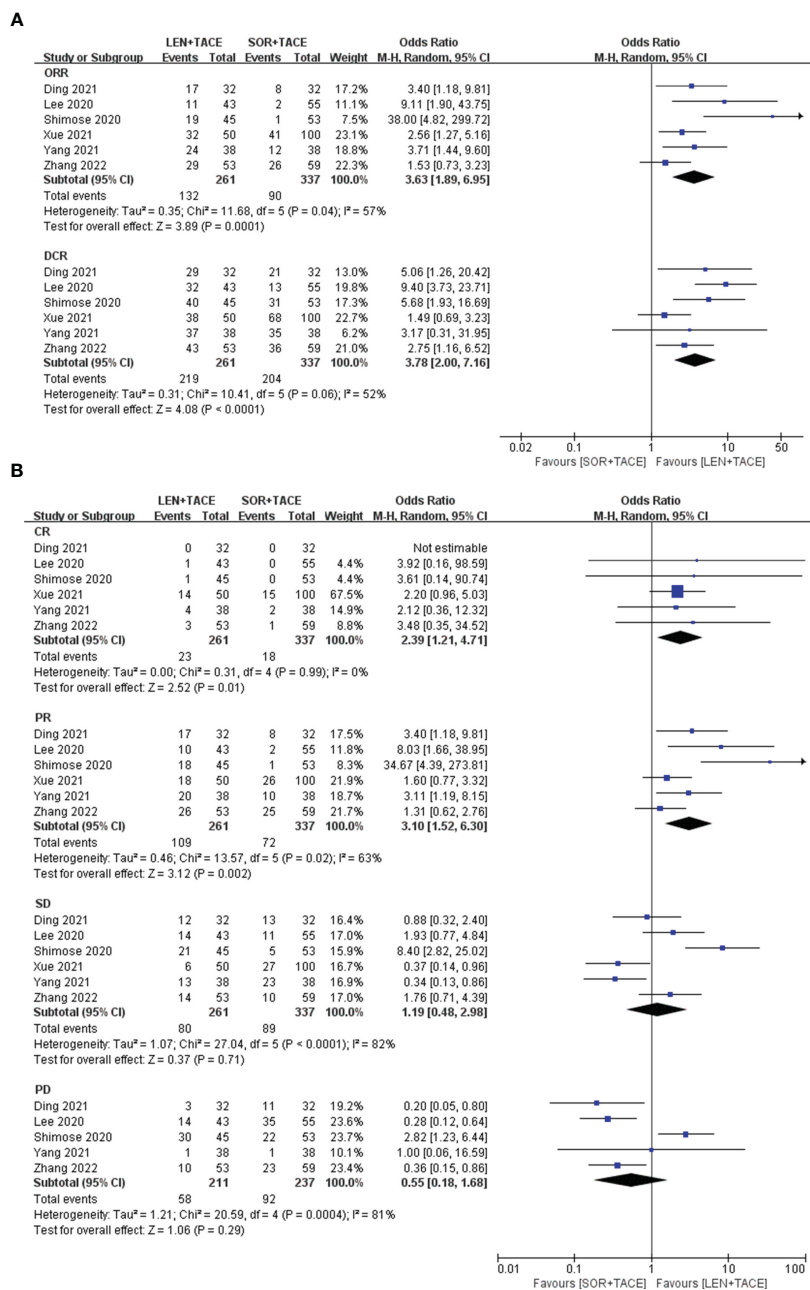 A
LEN+TACE SOR+TACE Odds Ratio Odds Ratio
Study or Subgroup Events Total Events Total Weight M-H, Random, 95% CI M-H, Random, 95% CI
ORR
Ding 2021 17 32 8 32 17.2% 3.40 [1.18, 9.81]
Lee 2020 11 43 2 55 11.1% 9.11 [1.90, 43.75]
Shimose 2020 19 45 1 53 7.5% 38.00 [4.82, 299.72]
Xue 2021 32 50 41 100 23.1% 2.56 [1.27, 5.16]
Yang 2021 24 38 12 38 18.8% 3.71 [1.44, 9.60]
Zhang 2022 29 53 26 59 22.3% 1.53 [0.73, 3.23]
Subtotal (95% CI) 261 337 100.0% 3.63 [1.89, 6.95]
Total events 132 90
Heterogeneity: Tau² = 0.35; Chi² = 11.68, df = 5 (P = 0.04); I² = 57%
Test for overall effect: Z = 3.89 (P = 0.0001)
DCR
Ding 2021 29 32 21 32 13.0% 5.06 [1.26, 20.42]
Lee 2020 32 43 13 55 19.8% 9.40 [3.73, 23.71]
Shimose 2020 40 45 31 53 17.3% 5.68 [1.93, 16.69]
Xue 2021 38 50 68 100 22.7% 1.49 [0.69, 3.23]
Yang 2021 37 38 35 38 6.2% 3.17 [0.31, 31.95]
Zhang 2022 43 53 36 59 21.0% 2.75 [1.16, 6.52]
Subtotal (95% CI) 261 337 100.0% 3.78 [2.00, 7.16]
Total events 219 204
Heterogeneity: Tau² = 0.31; Chi² = 10.41, df = 5 (P = 0.06); I² = 52%
Test for overall effect: Z = 4.08 (P < 0.0001)
0.02 0.1 1 10 50
Favours [SOR+TACE] Favours [LEN+TACE]
B
LEN+TACE SOR+TACE Odds Ratio Odds Ratio
Study or Subgroup Events Total Events Total Weight M-H, Random, 95% CI M-H, Random, 95% CI
CR
Ding 2021 0 32 0 32 Not estimable
Lee 2020 1 43 0 55 4.4% 3.92 [0.16, 98.59]
Shimose 2020 1 45 0 53 4.4% 3.61 [0.14, 90.74]
Xue 2021 14 50 15 100 67.5% 2.20 [0.96, 5.03]
Yang 2021 4 38 2 38 14.9% 2.12 [0.36, 12.32]
Zhang 2022 3 53 1 59 8.8% 3.48 [0.35, 34.52]
Subtotal (95% CI) 261 337 100.0% 2.39 [1.21, 4.71]
Total events 23 18
Heterogeneity: Tau² = 0.00; Chi² = 0.31, df = 4 (P = 0.99); I² = 0%
Test for overall effect: Z = 2.52 (P = 0.01)
PR
Ding 2021 17 32 8 32 17.5% 3.40 [1.18, 9.81]
Lee 2020 10 43 2 55 11.8% 8.03 [1.66, 38.95]
Shimose 2020 18 45 1 53 8.3% 34.67 [4.39, 273.81]
Xue 2021 18 50 26 100 21.9% 1.60 [0.77, 3.32]
Yang 2021 20 38 10 38 18.7% 3.11 [1.19, 8.15]
Zhang 2022 26 53 25 59 21.7% 1.31 [0.62, 2.76]
Subtotal (95% CI) 261 337 100.0% 3.10 [1.52, 6.30]
Total events 109 72
Heterogeneity: Tau² = 0.46; Chi² = 13.57, df = 5 (P = 0.02); I² = 63%
Test for overall effect: Z = 3.12 (P = 0.002)
SD
Ding 2021 12 32 13 32 16.4% 0.88 [0.32, 2.40]
Lee 2020 14 43 11 55 17.0% 1.93 [0.77, 4.84]
Shimose 2020 21 45 5 53 15.9% 8.40 [2.82, 25.02]
Xue 2021 6 50 27 100 16.7% 0.37 [0.14, 0.96]
Yang 2021 13 38 23 38 16.9% 0.34 [0.13, 0.86]
Zhang 2022 14 53 10 59 17.0% 1.76 [0.71, 4.39]
Subtotal (95% CI) 261 337 100.0% 1.19 [0.48, 2.98]
Total events 80 89
Heterogeneity: Tau² = 1.07; Chi² = 27.04, df = 5 (P < 0.0001); I² = 82%
Test for overall effect: Z = 0.37 (P = 0.71)
PD
Ding 2021 3 32 11 32 19.2% 0.20 [0.05, 0.80]
Lee 2020 14 43 35 55 23.9% 0.28 [0.12, 0.64]
Shimose 2020 30 45 22 53 23.7% 2.82 [1.23, 6.44]
Yang 2021 1 38 1 38 9.8% 1.00 [0.06, 16.59]
Zhang 2022 10 53 23 59 23.4% 0.36 [0.15, 0.86]
Subtotal (95% CI) 211 237 100.0% 0.55 [0.18, 1.68]
Total events 58 92
Heterogeneity: Tau² = 1.21; Chi² = 20.59, df = 4 (P = 0.0004); I² = 81%
Test for overall effect: Z = 1.06 (P = 0.29)
0.01 0.1 1 10 100
Favours [SOR+TACE] Favours [LEN+TACE]